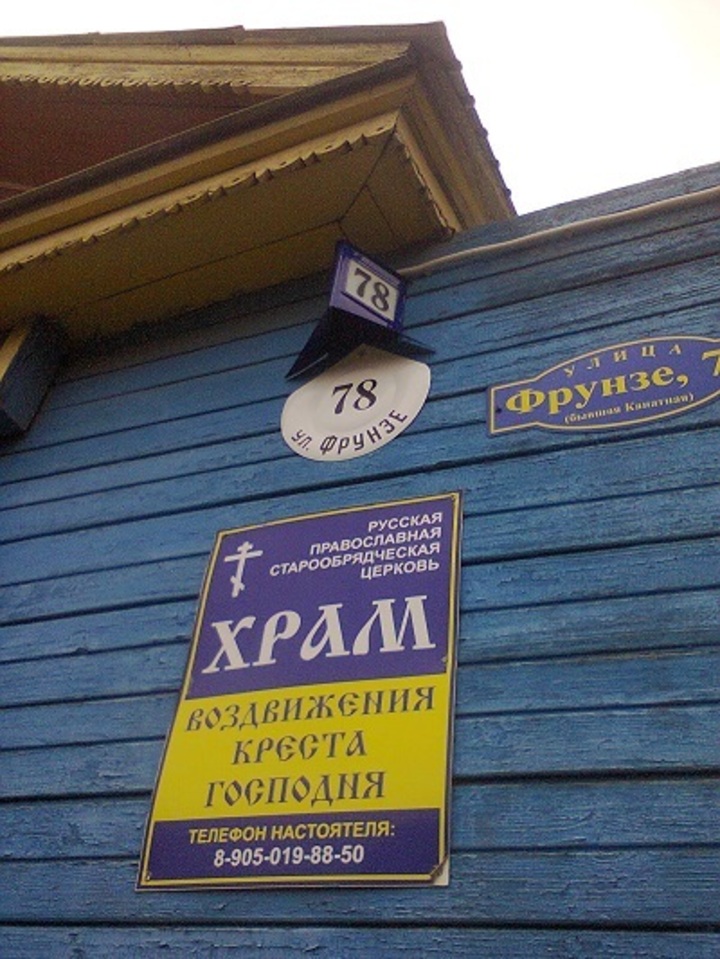 78
78
УЛ. ФРУНЗЕ
УЛИЦА
Фрунзе, 7
(бывшая Канатная)
РУССКАЯ
ПРАВОСЛАВНАЯ
СТАРООБРЯДЧЕСКАЯ
ЦЕРКОВЬ
ХРАМ
ВОЗДВИЖЕНИЯ
КРЕСТА
ГОСПОДНЯ
ТЕЛЕФОН НАСТОЯТЕЛЯ:
8-905-019-88-50